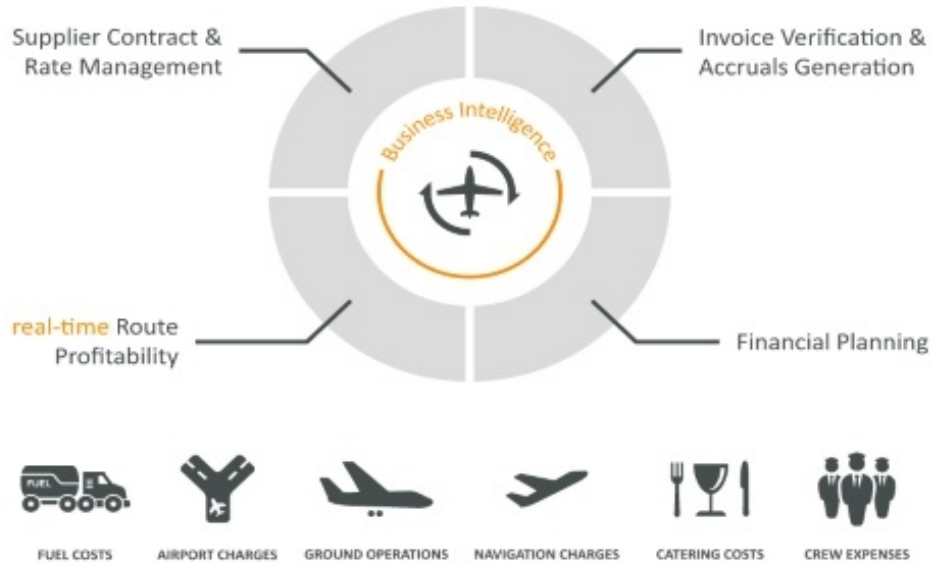 Supplier Contract &
Rate Management
Invoice Verification &
Accruals Generation
Business Intelligence
real-time Route
Profitability
Financial Planning
FUEL
FUEL COSTS
AIRPORT CHARGES
GROUND OPERATIONS
NAVIGATION CHARGES
CATERING COSTS
CREW EXPENSES